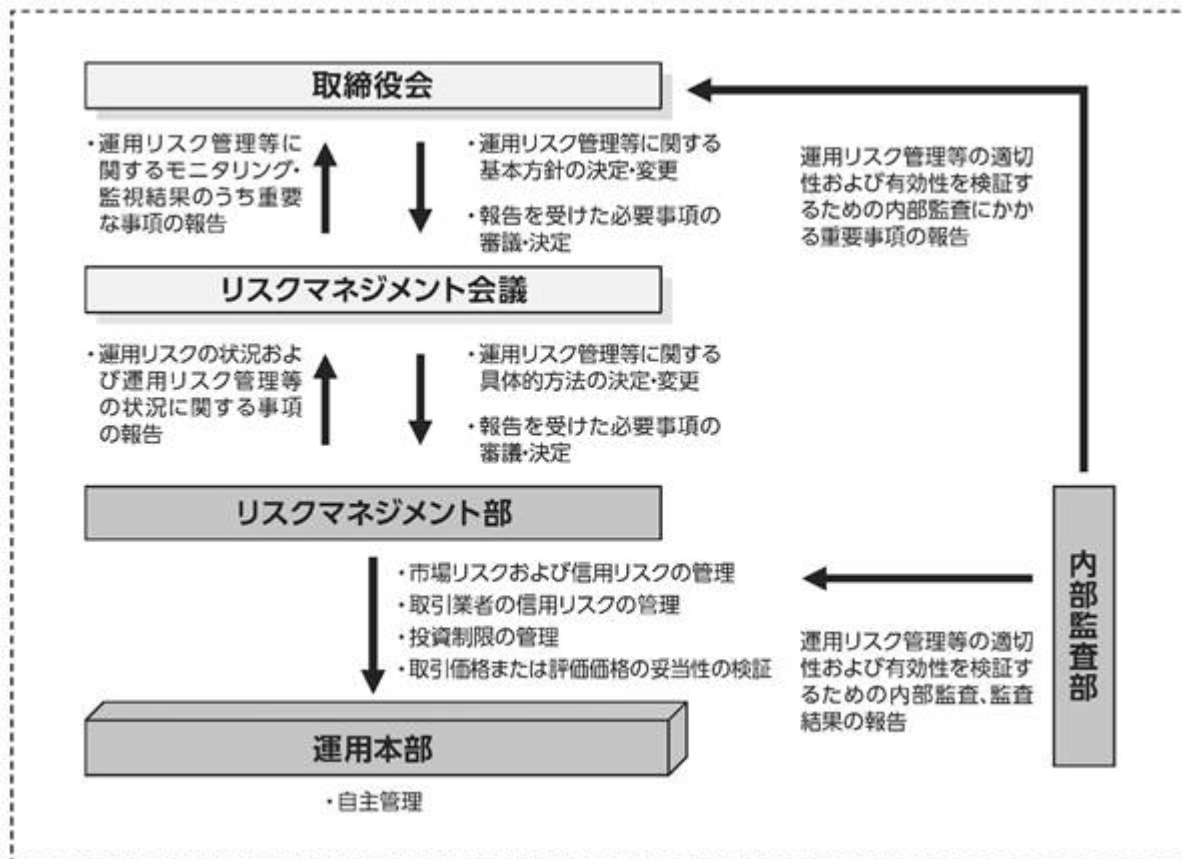 取締役会
・運用リスク管理等に
関するモニタリング・
監視結果のうち重要
な事項の報告
・運用リスク管理等に関する
基本方針の決定・変更
・報告を受けた必要事項の
審議・決定
運用リスク管理等の適切
性および有効性を検証す
るための内部監査にかか
る重要事項の報告
リスクマネジメント会議
・運用リスクの状況およ
び運用リスク管理等
の状況に関する事項
の報告
・運用リスク管理等に関する
具体的方法の決定・変更
・報告を受けた必要事項の
審議・決定
リスクマネジメント部
・市場リスクおよび信用リスクの管理
・取引業者の信用リスクの管理
・投資制限の管理
・取引価格または評価価格の妥当性の検証
内部監査部
運用リスク管理等の適切
性および有効性を検証す
るための内部監査、監査
結果の報告
運用本部
・自主管理